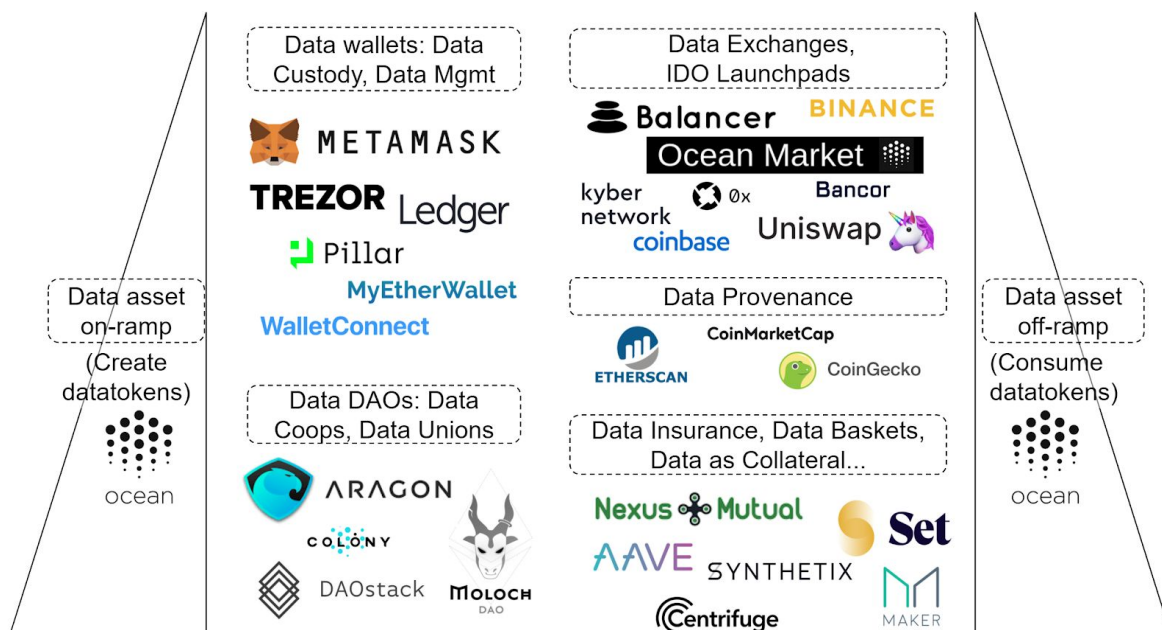 Data wallets: Data
Custody, Data Mgmt
METAMASK
TREZOR
Ledger
Pillar
MyEtherWallet
WalletConnect
Data Exchanges,
IDO Launchpads
Balancer
BINANCE
Ocean Market
kyber
network
0x
Bancor
coinbase
Uniswap
Data asset
on-ramp
(Create
datatokens)
ocean
Data Provenance
ETHERSCAN
CoinMarketCap
CoinGecko
Data asset
off-ramp
(Consume
datatokens)
ocean
Data DAOs: Data
Coops, Data Unions
ARAGON
COLONY
DAOstack
MOLOCH
DAO
Data Insurance, Data Baskets,
Data as Collateral...
Nexus Mutual
Set
AAVE
SYNTHETIX
Centrifuge
MAKER